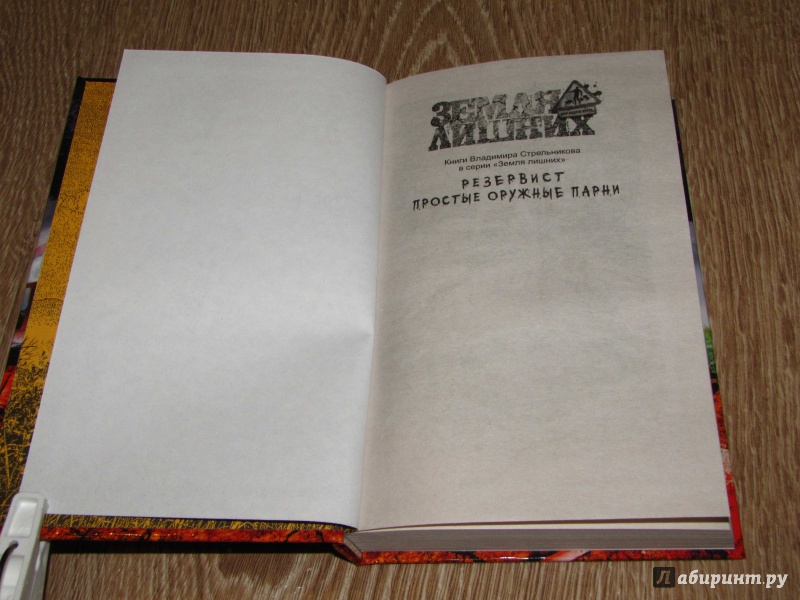 ЗЕМЛЯ
ЛИШНИХ
Книги Владимира Стрельникова
в серии «Земля лишних»
РЕЗЕРВИСТ
ПРОСТЫЕ ОРУЖНЫЕ ПАРНИ
Лабиринт.ру